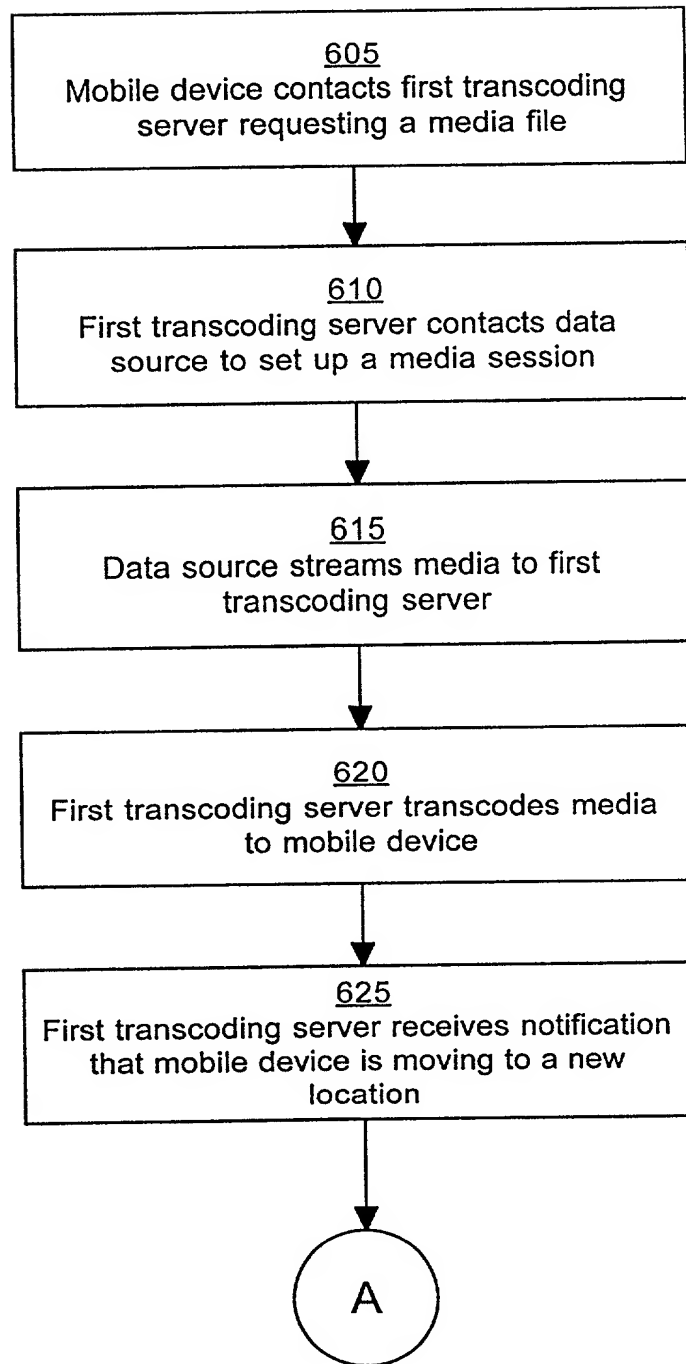 605
Mobile device contacts first transcoding
server requesting a media file
610
First transcoding server contacts data
source to set up a media session
615
Data source streams media to first
transcoding server
620
First transcoding server transcodes media
to mobile device
625
First transcoding server receives notification
that mobile device is moving to a new
location
A